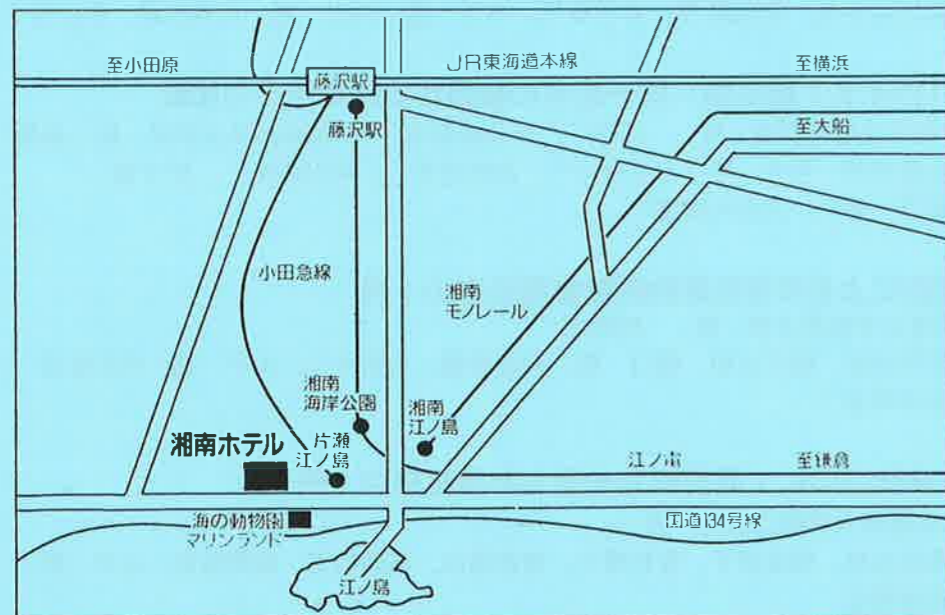 至小田原
JR東海道本線
至横浜
藤沢駅
藤沢駅
至大船
小田急線
湘南
モノレール
湘南
海岸公園
湘南
江ノ島
湘南ホテル
片瀬
江ノ島
江ノ電
至鎌倉
海の動物園
マリンランド
国道134号線
江ノ島